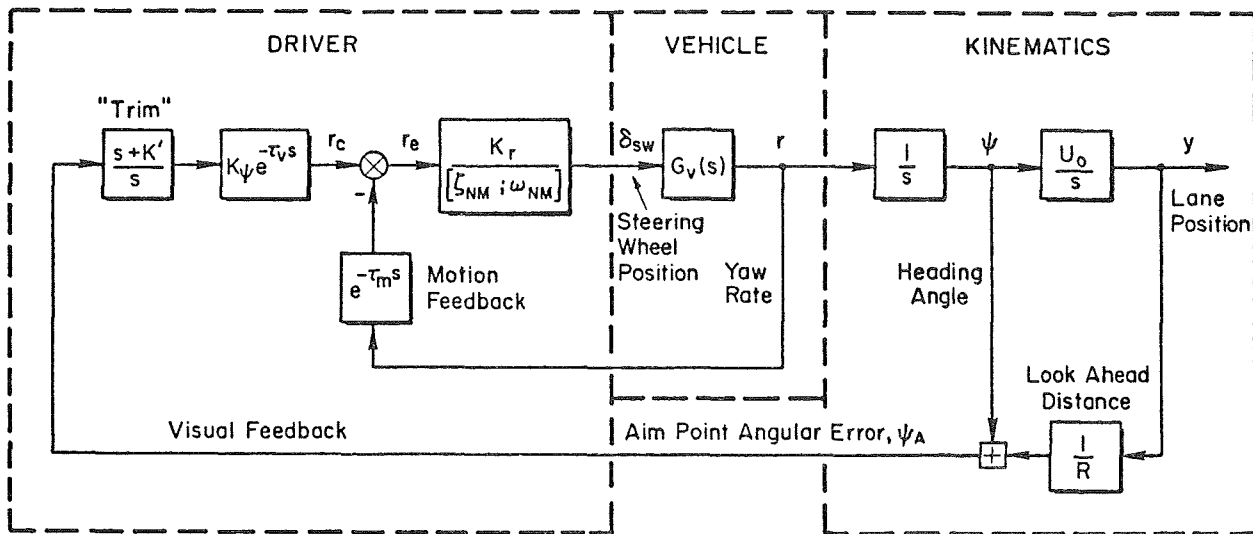 DRIVER
VEHICLE
KINEMATICS
"Trim"
s+K'
s
K_ψ e^{-τ_v s}
r_c
r_e
-
K_r
[ζ_NM ; ω_NM]
δ_sw
G_v(s)
r
1
s
ψ
U_o
s
y
Lane
Position
Steering
Wheel
Position
e^{-τ_m s}
Motion
Feedback
Yaw
Rate
Heading
Angle
Look Ahead
Distance
1
R
+
Visual Feedback
Aim Point Angular Error, ψ_A